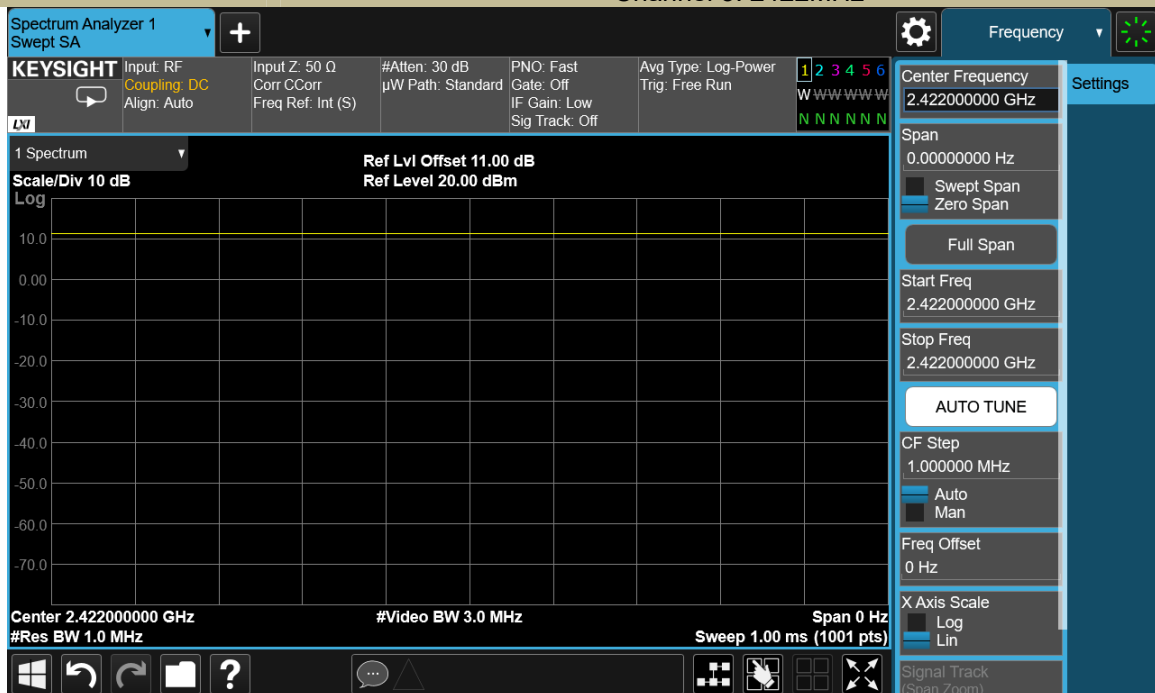 Channel 3: 2422MHz
Spectrum Analyzer 1
Swept SA
Frequency
KEYSIGHT
LXI
Input: RF
Coupling: DC
Align: Auto
Input Z: 50 Ω
Corr CCorr
Freq Ref: Int (S)
#Atten: 30 dB
µW Path: Standard
PNO: Fast
Gate: Off
IF Gain: Low
Sig Track: Off
Avg Type: Log-Power
Trig: Free Run
1 2 3 4 5 6
W W W W W W
N N N N N N
1 Spectrum
Scale/Div 10 dB
Log
Ref Lvl Offset 11.00 dB
Ref Level 20.00 dBm
10.0
0.00
-10.0
-20.0
-30.0
-40.0
-50.0
-60.0
-70.0
Center 2.422000000 GHz
#Res BW 1.0 MHz
#Video BW 3.0 MHz
Span 0 Hz
Sweep 1.00 ms (1001 pts)
?
Center Frequency
2.422000000 GHz
Settings
Span
0.00000000 Hz
Swept Span
Zero Span
Full Span
Start Freq
2.422000000 GHz
Stop Freq
2.422000000 GHz
AUTO TUNE
CF Step
1.000000 MHz
Auto
Man
Freq Offset
0 Hz
X Axis Scale
Log
Lin
Signal Track
(Span Zoom)